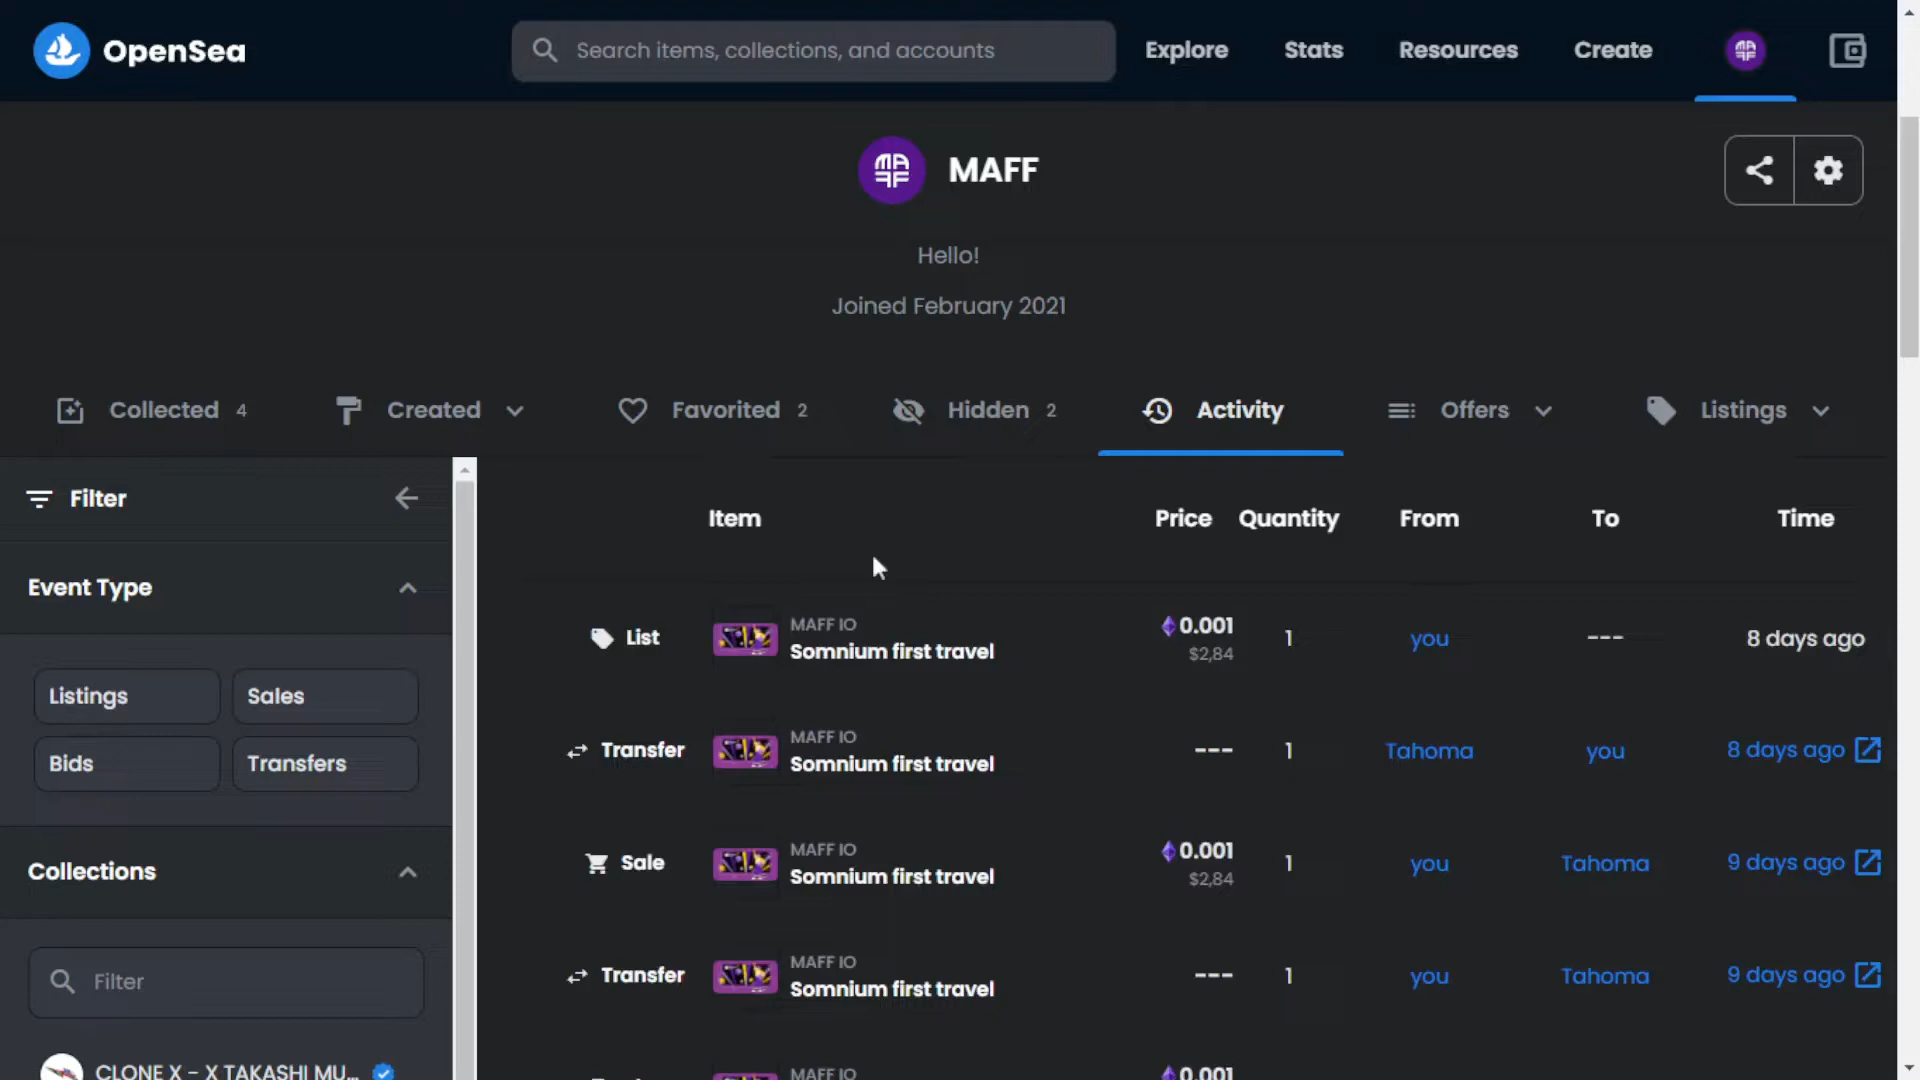 OpenSea
Search items, collections, and accounts
Explore
Stats
Resources
Create
MAFF
MAFF
Hello!
Joined February 2021
Collected 4
Created
Favorited 2
Hidden 2
Activity
Offers
Listings
Filter
Event Type
Listings
Sales
Bids
Transfers
Collections
Filter
CLONE X - X TAKASHI MU...
Item Price Quantity From To Time
List
MAFF IO
Somnium first travel
0.001
$2,84
1
you
---
8 days ago
Transfer
MAFF IO
Somnium first travel
---
1
Tahoma
you
8 days ago
Sale
MAFF IO
Somnium first travel
0.001
$2,84
1
you
Tahoma
9 days ago
Transfer
MAFF IO
Somnium first travel
---
1
you
Tahoma
9 days ago
MAFF IO
0.001